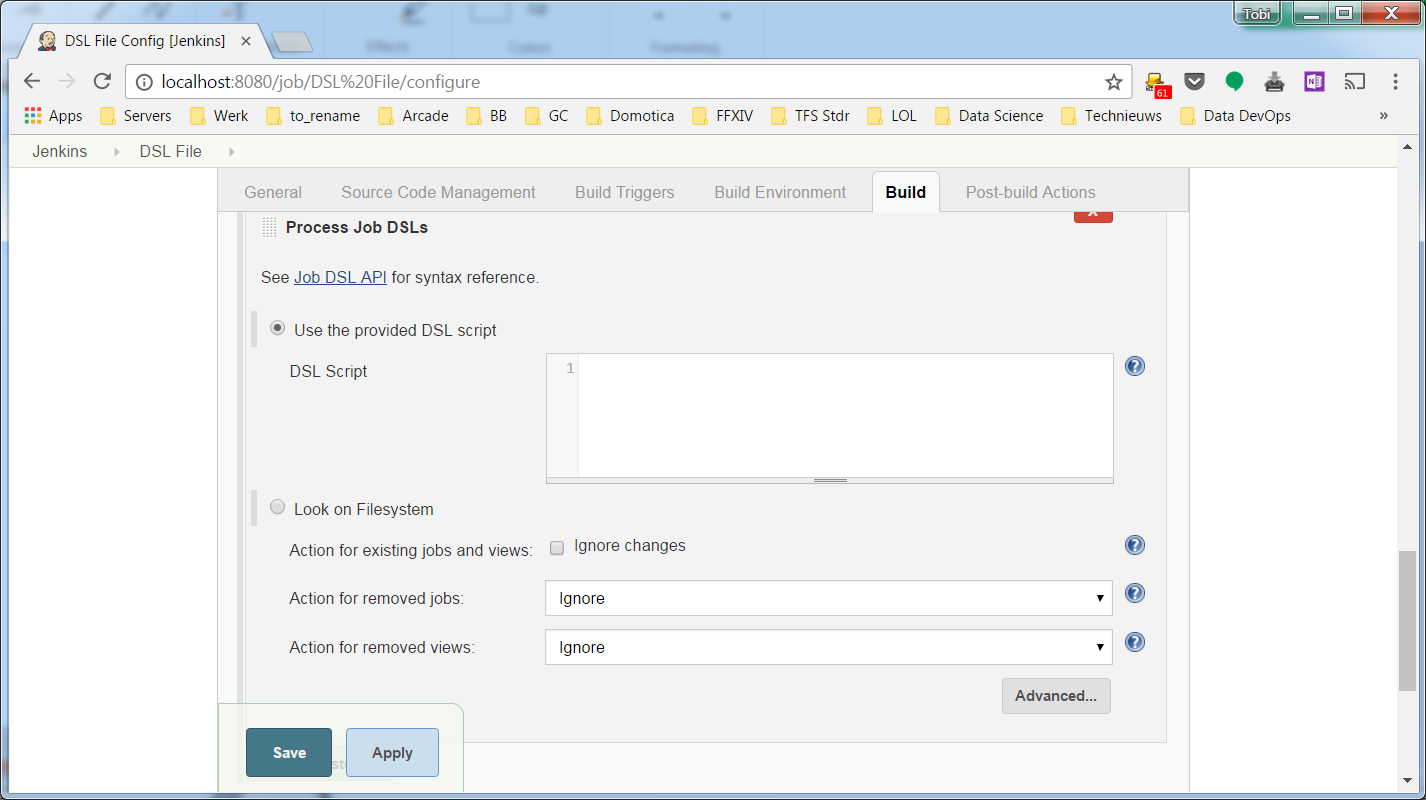 Tobi
DSL File Config [Jenkins]
localhost:8080/job/DSL%20File/configure
61
Apps Servers Werk to_rename Arcade BB GC Domotica FFXIV TFS Stdr LOL Data Science Technieuws Data DevOps »
Jenkins DSL File
General Source Code Management Build Triggers Build Environment Build Post-build Actions
Process Job DSLs
See Job DSL API for syntax reference.
Use the provided DSL script
DSL Script
1
Look on Filesystem
Action for existing jobs and views: Ignore changes
Action for removed jobs: Ignore
Action for removed views: Ignore
Advanced...
Save Apply